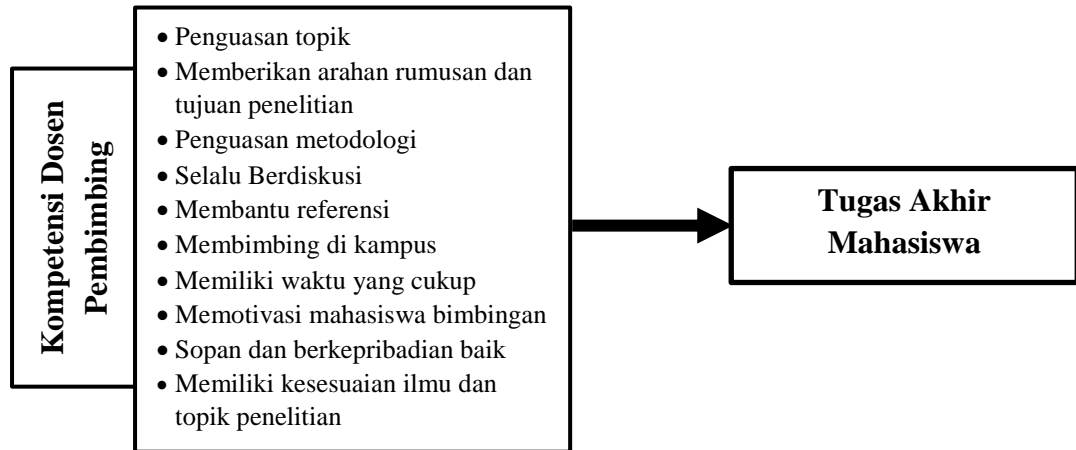 Kompetensi Dosen
Pembimbing
• Penguasan topik
• Memberikan arahan rumusan dan
tujuan penelitian
• Penguasan metodologi
• Selalu Berdiskusi
• Membantu referensi
• Membimbing di kampus
• Memiliki waktu yang cukup
• Memotivasi mahasiswa bimbingan
• Sopan dan berkepribadian baik
• Memiliki kesesuaian ilmu dan
topik penelitian
Tugas Akhir
Mahasiswa